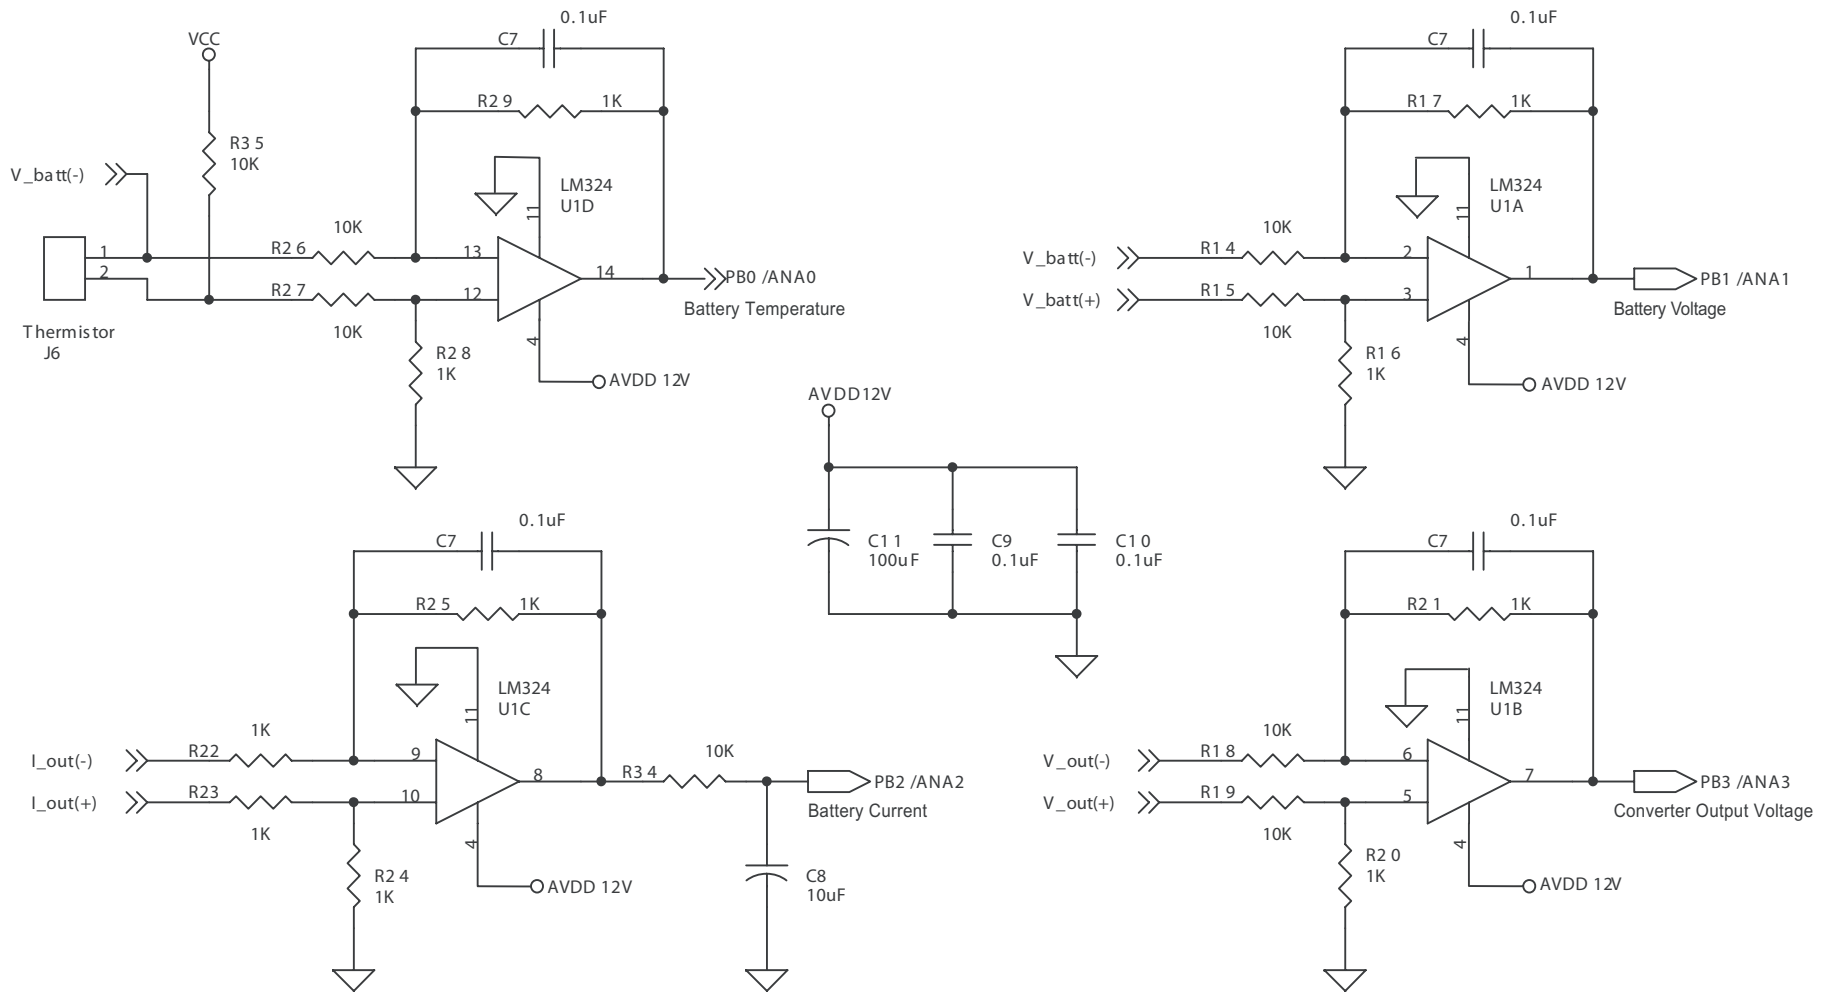 0.1uF
C7
VCC
R2 9
1K
R3 5
10K
V_batt(-)
LM324
U1D
11
10K
1
R2 6
13
2
14
PB0 /ANA0
R2 7
12
Battery Temperature
10K
Thermistor
J6
4
R2 8
1K
AVDD 12V
0.1uF
C7
R1 7
1K
LM324
U1A
11
10K
V_batt(-)
R1 4
2
1
PB1 /ANA1
V_batt(+)
R1 5
3
Battery Voltage
10K
4
R1 6
1K
AVDD 12V
AVDD12V
C1 1
100uF
C9
0.1uF
C1 0
0.1uF
0.1uF
C7
R2 5
1K
LM324
U1C
11
1K
I_out(-)
R22
9
8
R3 4
10K
PB2 /ANA2
I_out(+)
R23
10
Battery Current
1K
4
R2 4
1K
AVDD 12V
C8
10uF
0.1uF
C7
R2 1
1K
LM324
U1B
11
10K
V_out(-)
R1 8
6
7
PB3 /ANA3
V_out(+)
R1 9
5
Converter Output Voltage
10K
4
R2 0
1K
AVDD 12V